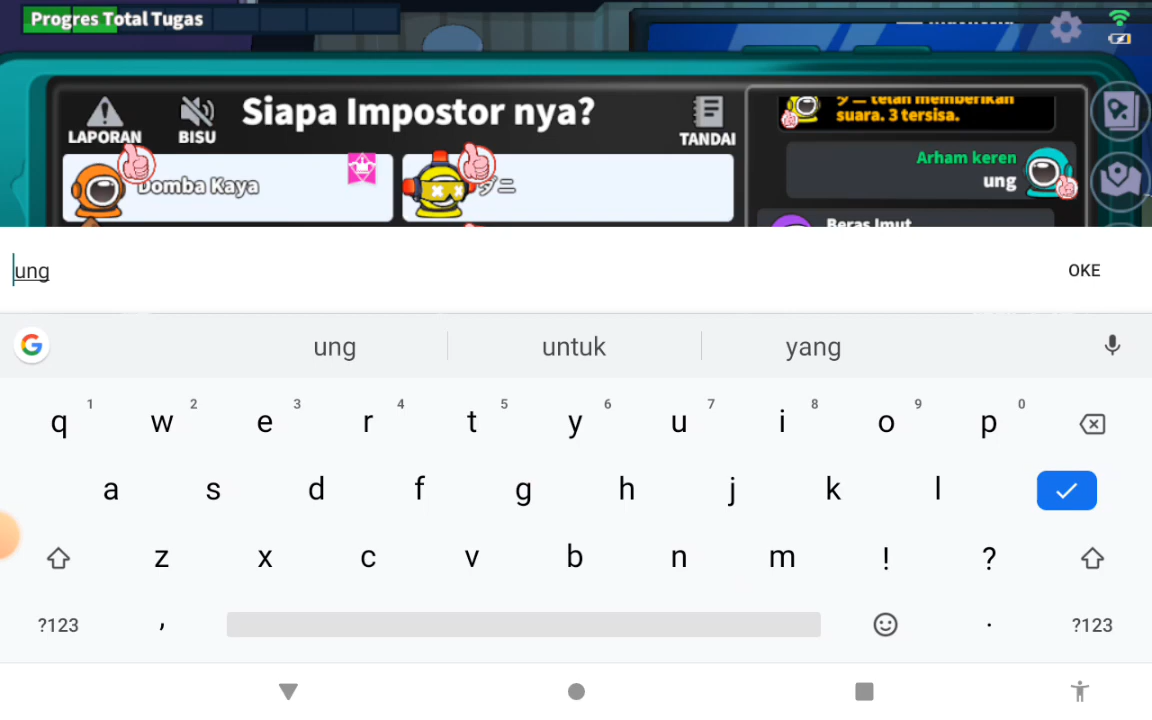 Progres Total Tugas
LAPORAN
BISU
Siapa Impostor nya?
TANDAI
Domba Kaya
ダニ
ダニ telah memberikan
suara. 3 tersisa.
Arham keren
ung
Beras Imut
ung
OKE
ung untuk yang
q 1 w 2 e 3 r 4 t 5 y 6 u 7 i 8 o 9 p 0
a s d f g h j k l
z x c v b n m ! ?
?123 , . ?123